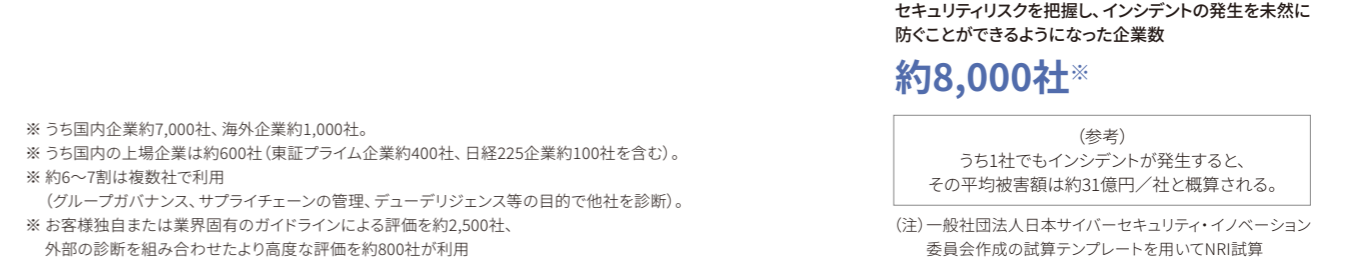 セキュリティリスクを把握し、インシデントの発生を未然に
防ぐことができるようになった企業数
約8,000社※
※ うち国内企業約7,000社、海外企業約1,000社。
※ うち国内の上場企業は約600社（東証プライム企業約400社、日経225企業約100社を含む）。
※ 約6〜7割は複数社で利用
（グループガバナンス、サプライチェーンの管理、デューデリジェンス等の目的で他社を診断）。
※ お客様独自または業界固有のガイドラインによる評価を約2,500社、
外部の診断を組み合わせたより高度な評価を約800社が利用
（参考）
うち1社でもインシデントが発生すると、
その平均被害額は約31億円／社と概算される。
（注）一般社団法人日本サイバーセキュリティ・イノベーション
委員会作成の試算テンプレートを用いてNRI試算